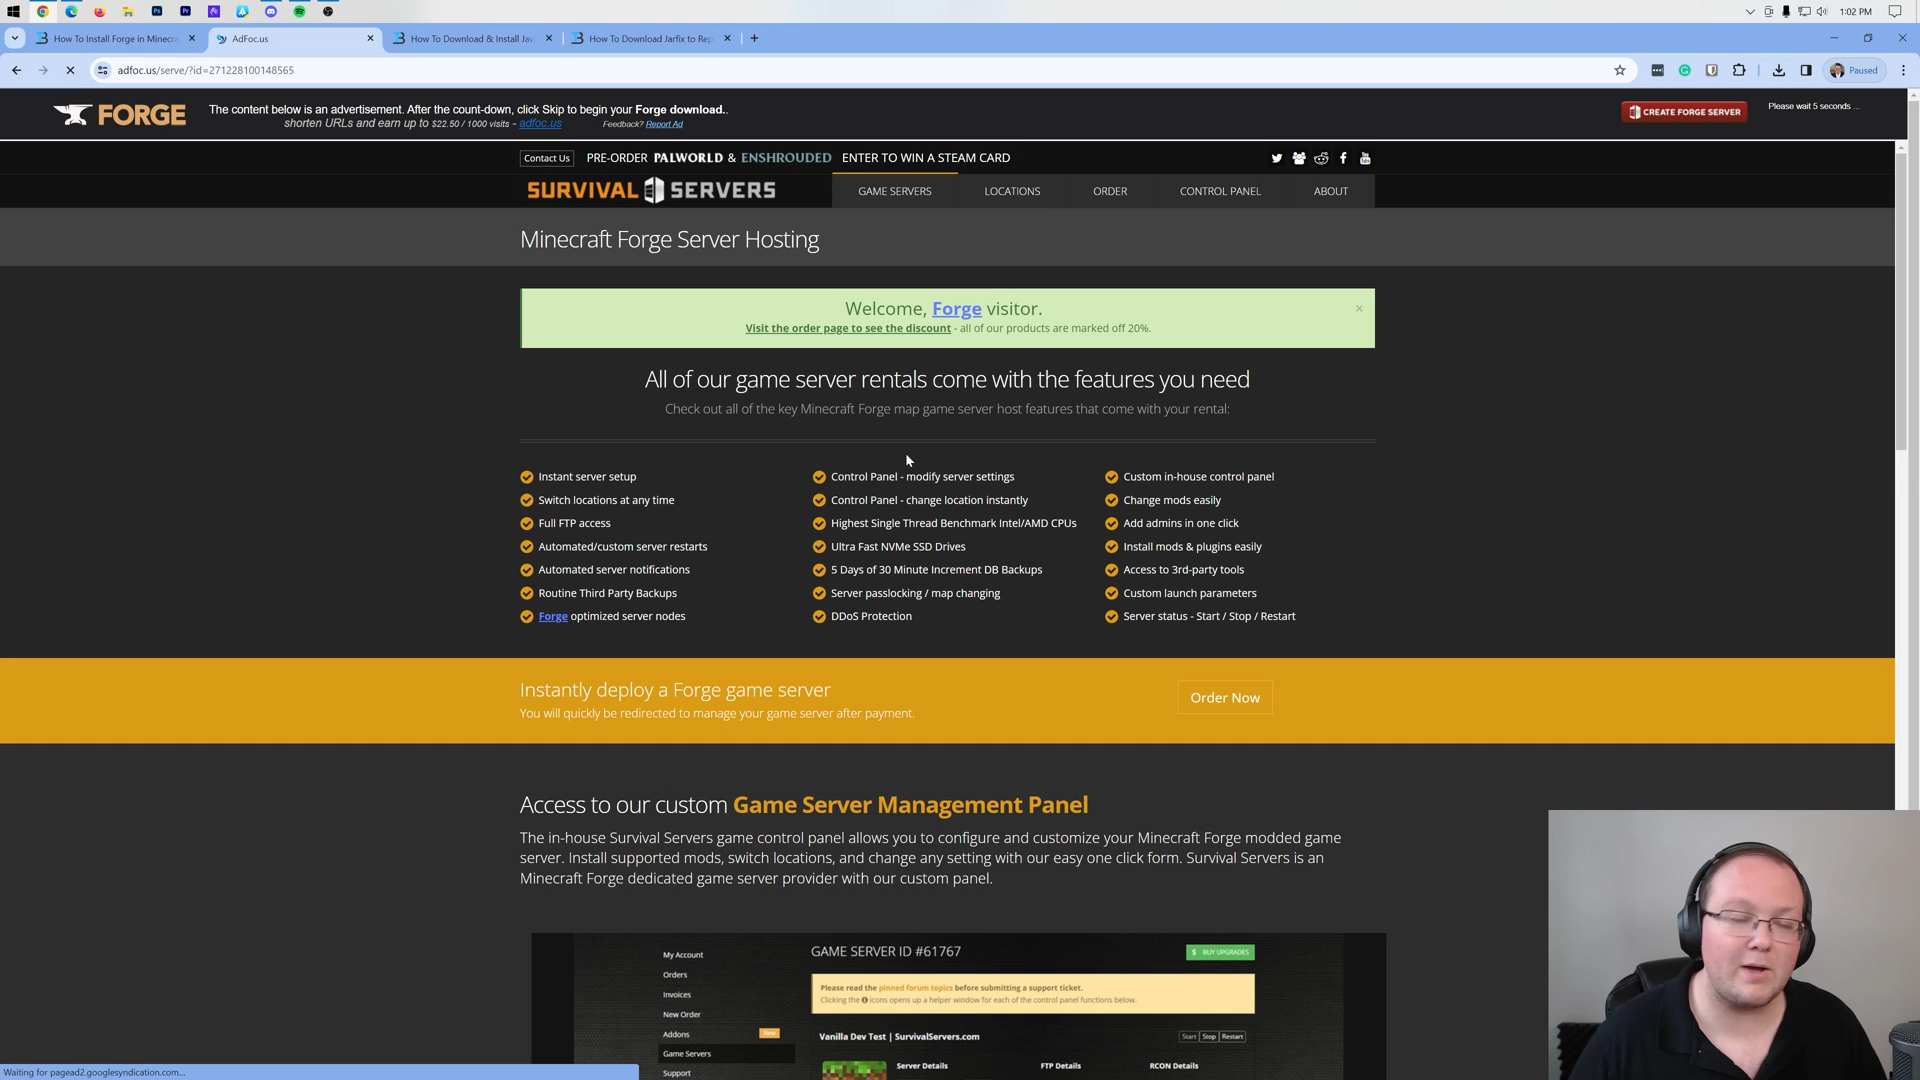 1:02 PM
How To Install Forge in Minecra
AdFoc.us
How To Download & Install Jav
How To Download Jarfix to Rep
adfoc.us/serve/?id=271228100148565
Paused
FORGE
The content below is an advertisement. After the count-down, click Skip to begin your Forge download..
shorten URLs and earn up to $22.50 / 1000 visits - adfoc.us
Feedback? Report Ad
CREATE FORGE SERVER
Please wait 5 seconds ...
Contact Us
PRE-ORDER PALWORLD & ENSHROUDED ENTER TO WIN A STEAM CARD
SURVIVAL SERVERS
GAME SERVERS
LOCATIONS
ORDER
CONTROL PANEL
ABOUT
Minecraft Forge Server Hosting
Welcome, Forge visitor.
Visit the order page to see the discount - all of our products are marked off 20%.
All of our game server rentals come with the features you need
Check out all of the key Minecraft Forge map game server host features that come with your rental:
Instant server setup
Switch locations at any time
Full FTP access
Automated/custom server restarts
Automated server notifications
Routine Third Party Backups
Forge optimized server nodes
Control Panel - modify server settings
Control Panel - change location instantly
Highest Single Thread Benchmark Intel/AMD CPUs
Ultra Fast NVMe SSD Drives
5 Days of 30 Minute Increment DB Backups
Server passlocking / map changing
DDoS Protection
Custom in-house control panel
Change mods easily
Add admins in one click
Install mods & plugins easily
Access to 3rd-party tools
Custom launch parameters
Server status - Start / Stop / Restart
Instantly deploy a Forge game server
You will quickly be redirected to manage your game server after payment.
Order Now
Access to our custom Game Server Management Panel
The in-house Survival Servers game control panel allows you to configure and customize your Minecraft Forge modded game
server. Install supported mods, switch locations, and change any setting with our easy one click form. Survival Servers is an
Minecraft Forge dedicated game server provider with our custom panel.
My Account
Orders
Invoices
New Order
Addons
New
Game Servers
Support
GAME SERVER ID #61767
$ BUY UPGRADES
Please read the pinned forum topics before submitting a support ticket.
Clicking the icons opens up a helper window for each of the control panel functions below.
Vanilla Dev Test | SurvivalServers.com
Start
Stop
Restart
Server Details
FTP Details
RCON Details
Waiting for pagead2.googlesyndication.com...